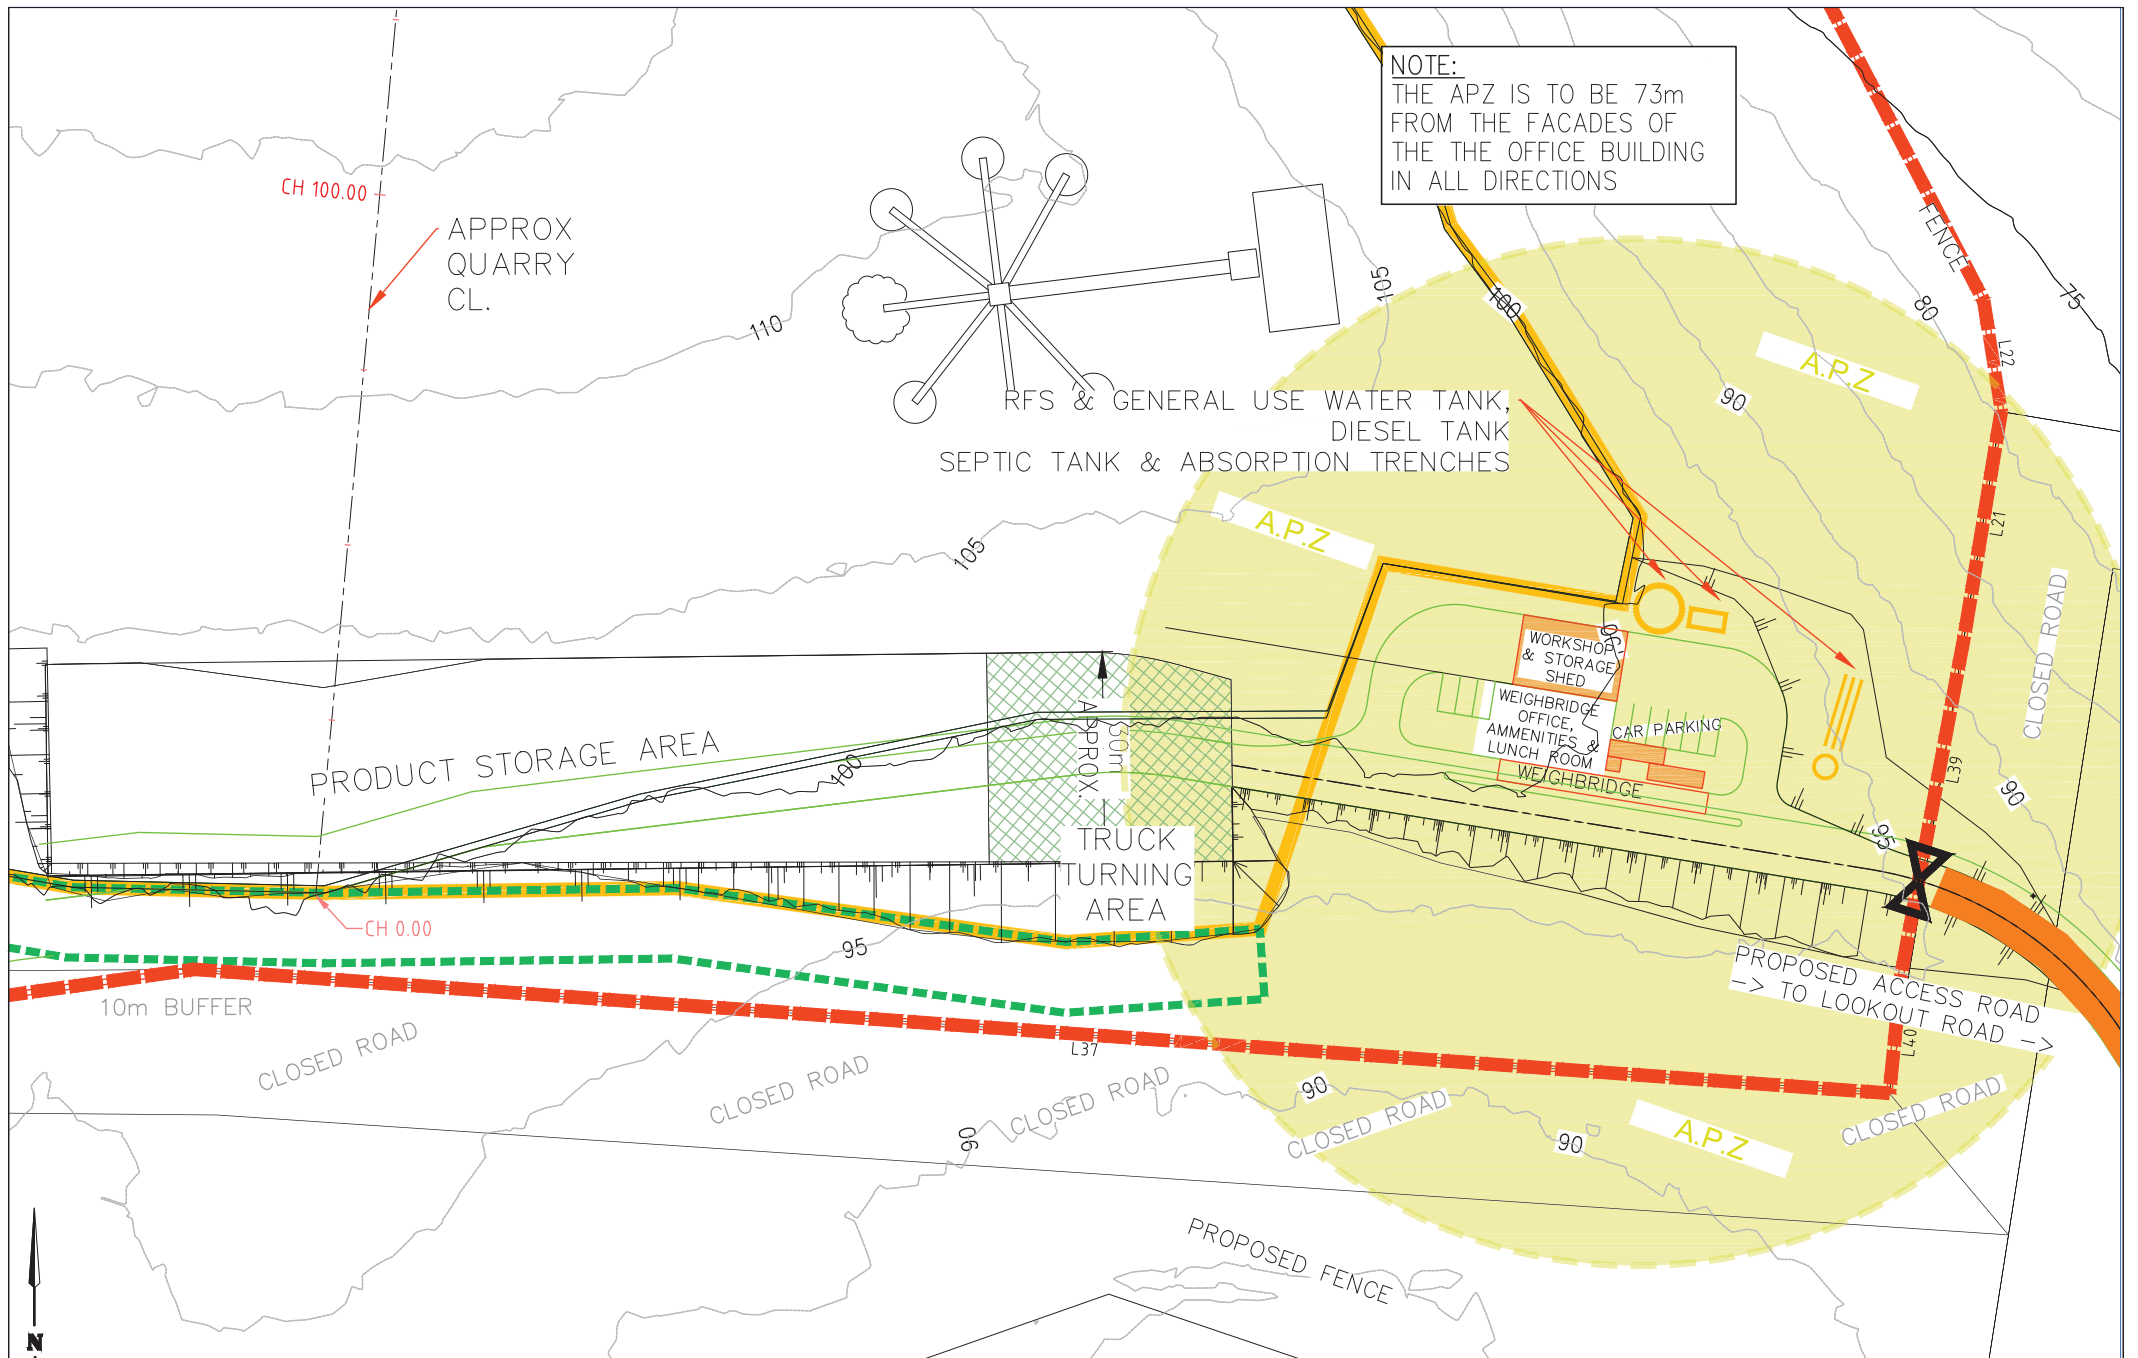 NOTE:
THE APZ IS TO BE 73m
FROM THE FACADES OF
THE THE OFFICE BUILDING
IN ALL DIRECTIONS
CH 100.00
APPROX
QUARRY
CL.
FENCE
105
100
110
80
75
L22
A.P.Z
90
RFS & GENERAL USE WATER TANK,
DIESEL TANK
SEPTIC TANK & ABSORPTION TRENCHES
A.P.Z
L21
105
CLOSED ROAD
90
WORKSHOP
& STORAGE
SHED
WEIGHBRIDGE
OFFICE,
AMMENITIES &
LUNCH ROOM
CAR PARKING
WEIGHBRIDGE
PRODUCT STORAGE AREA
100
APPROX.
30m
L39
90
95
TRUCK
TURNING
AREA
CH 0.00
95
10m BUFFER
PROPOSED ACCESS ROAD
-> TO LOOKOUT ROAD ->
L40
L37
CLOSED ROAD
CLOSED ROAD
CLOSED ROAD
90
CLOSED ROAD
90
A.P.Z
CLOSED ROAD
90
PROPOSED FENCE
N